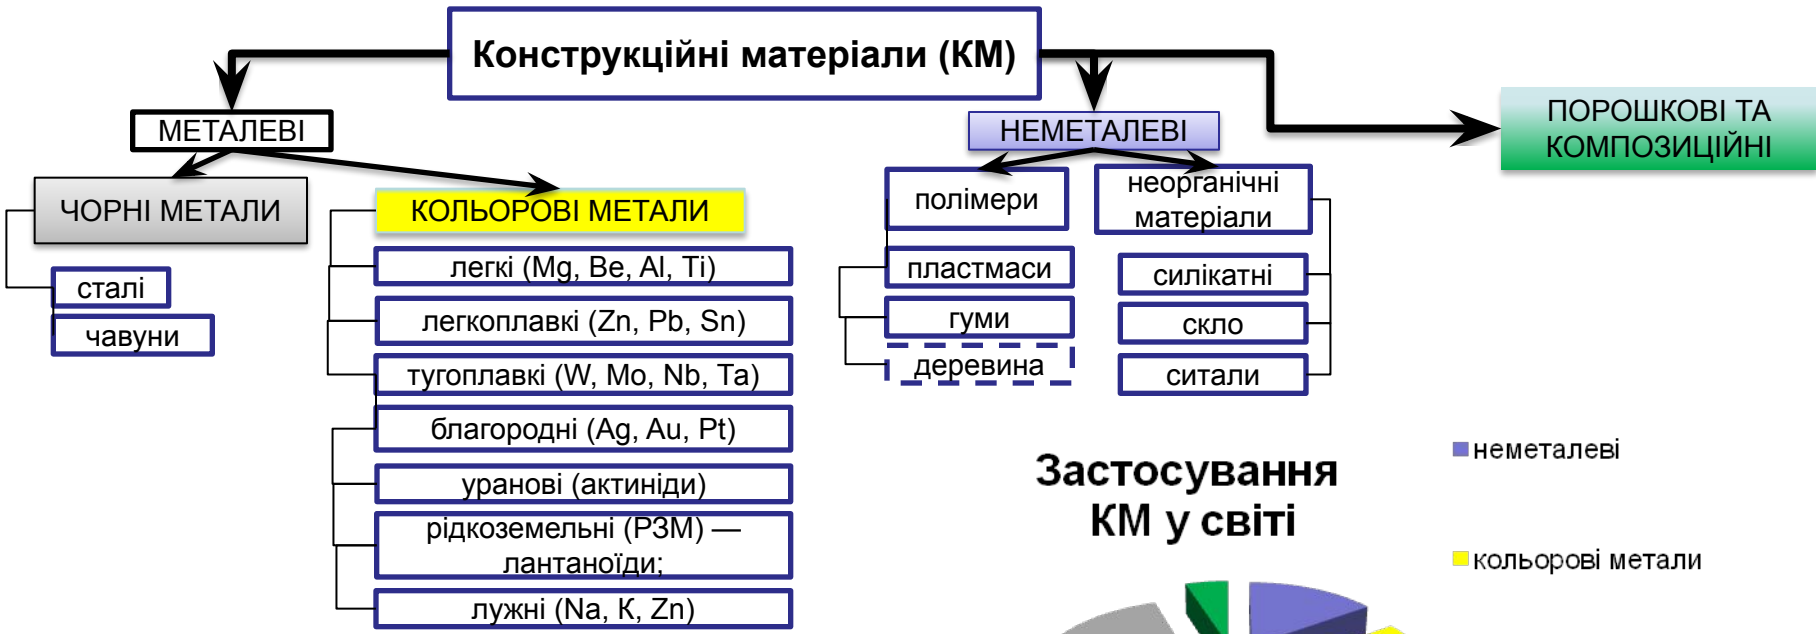 Конструкційні матеріали (КМ)
МЕТАЛЕВІ
НЕМЕТАЛЕВІ
ПОРОШКОВІ ТА
КОМПОЗИЦІЙНІ
ЧОРНІ МЕТАЛИ
сталі
чавуни
КОЛЬОРОВІ МЕТАЛИ
легкі (Mg, Be, Al, Ti)
легкоплавкі (Zn, Pb, Sn)
тугоплавкі (W, Mo, Nb, Ta)
благородні (Ag, Au, Pt)
уранові (актиніди)
рідкоземельні (РЗМ) —
лантаноїди;
лужні (Na, К, Zn)
полімери
пластмаси
гуми
деревина
неорганічні
матеріали
силікатні
скло
ситали
Застосування
КМ у світі
неметалеві
кольорові метали